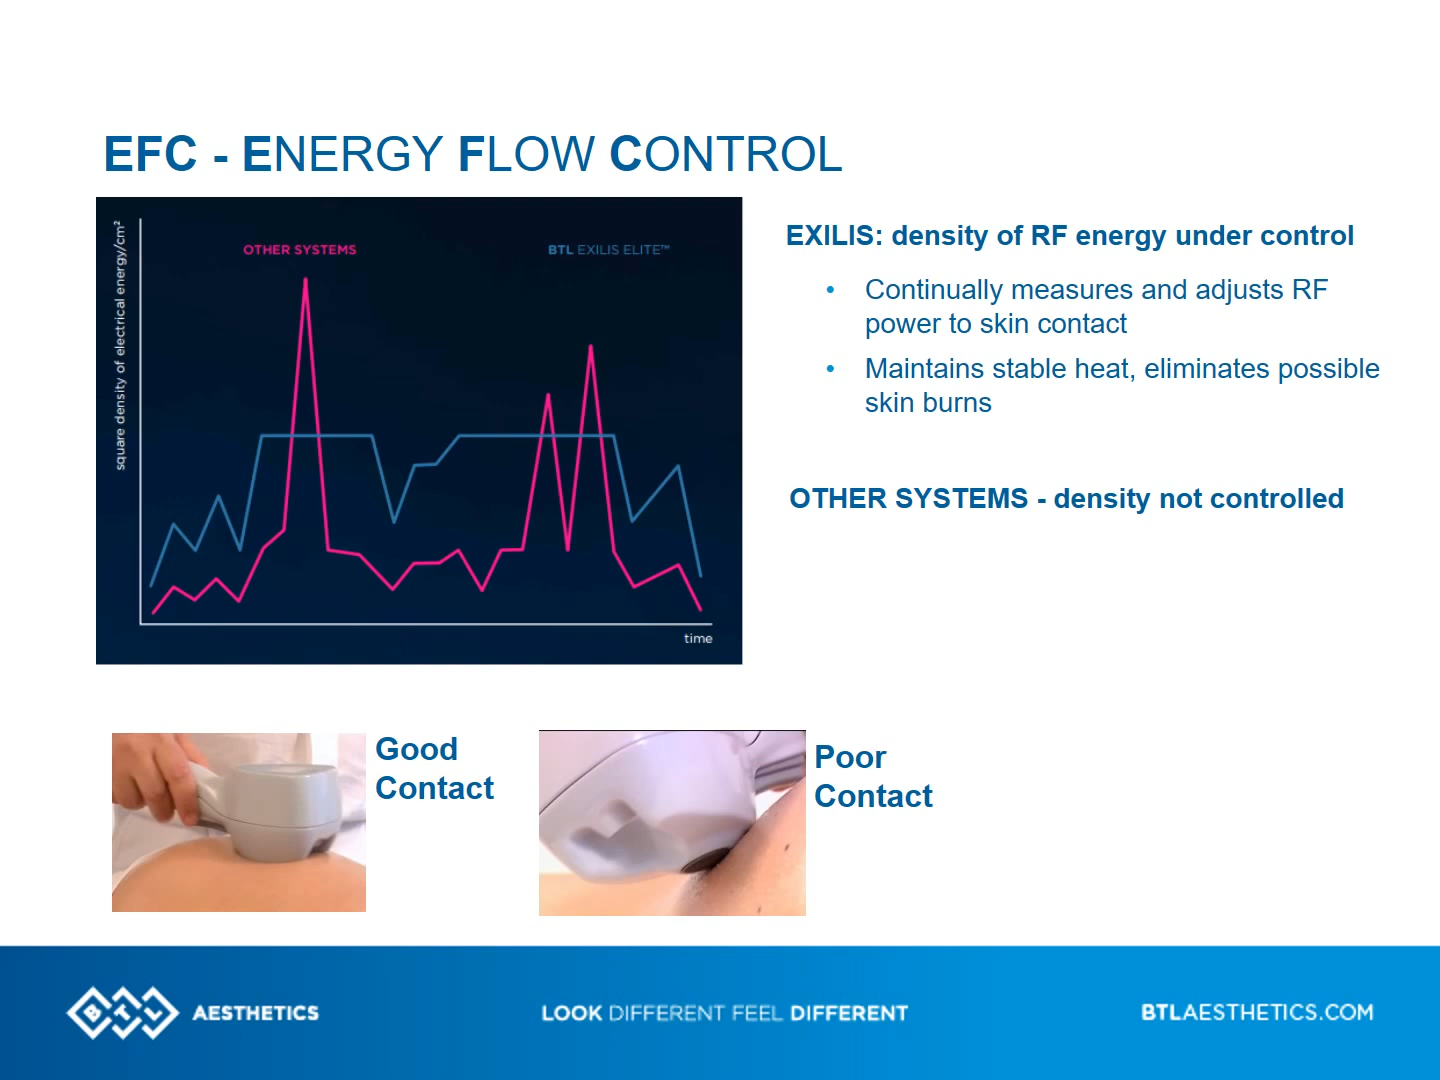 EFC - ENERGY FLOW CONTROL
square density of electrical energy/cm²
OTHER SYSTEMS
BTL EXILIS ELITE™
time
EXILIS: density of RF energy under control
• Continually measures and adjusts RF
power to skin contact
• Maintains stable heat, eliminates possible
skin burns
OTHER SYSTEMS - density not controlled
Good
Contact
Poor
Contact
BTL AESTHETICS
LOOK DIFFERENT FEEL DIFFERENT
BTLAESTHETICS.COM